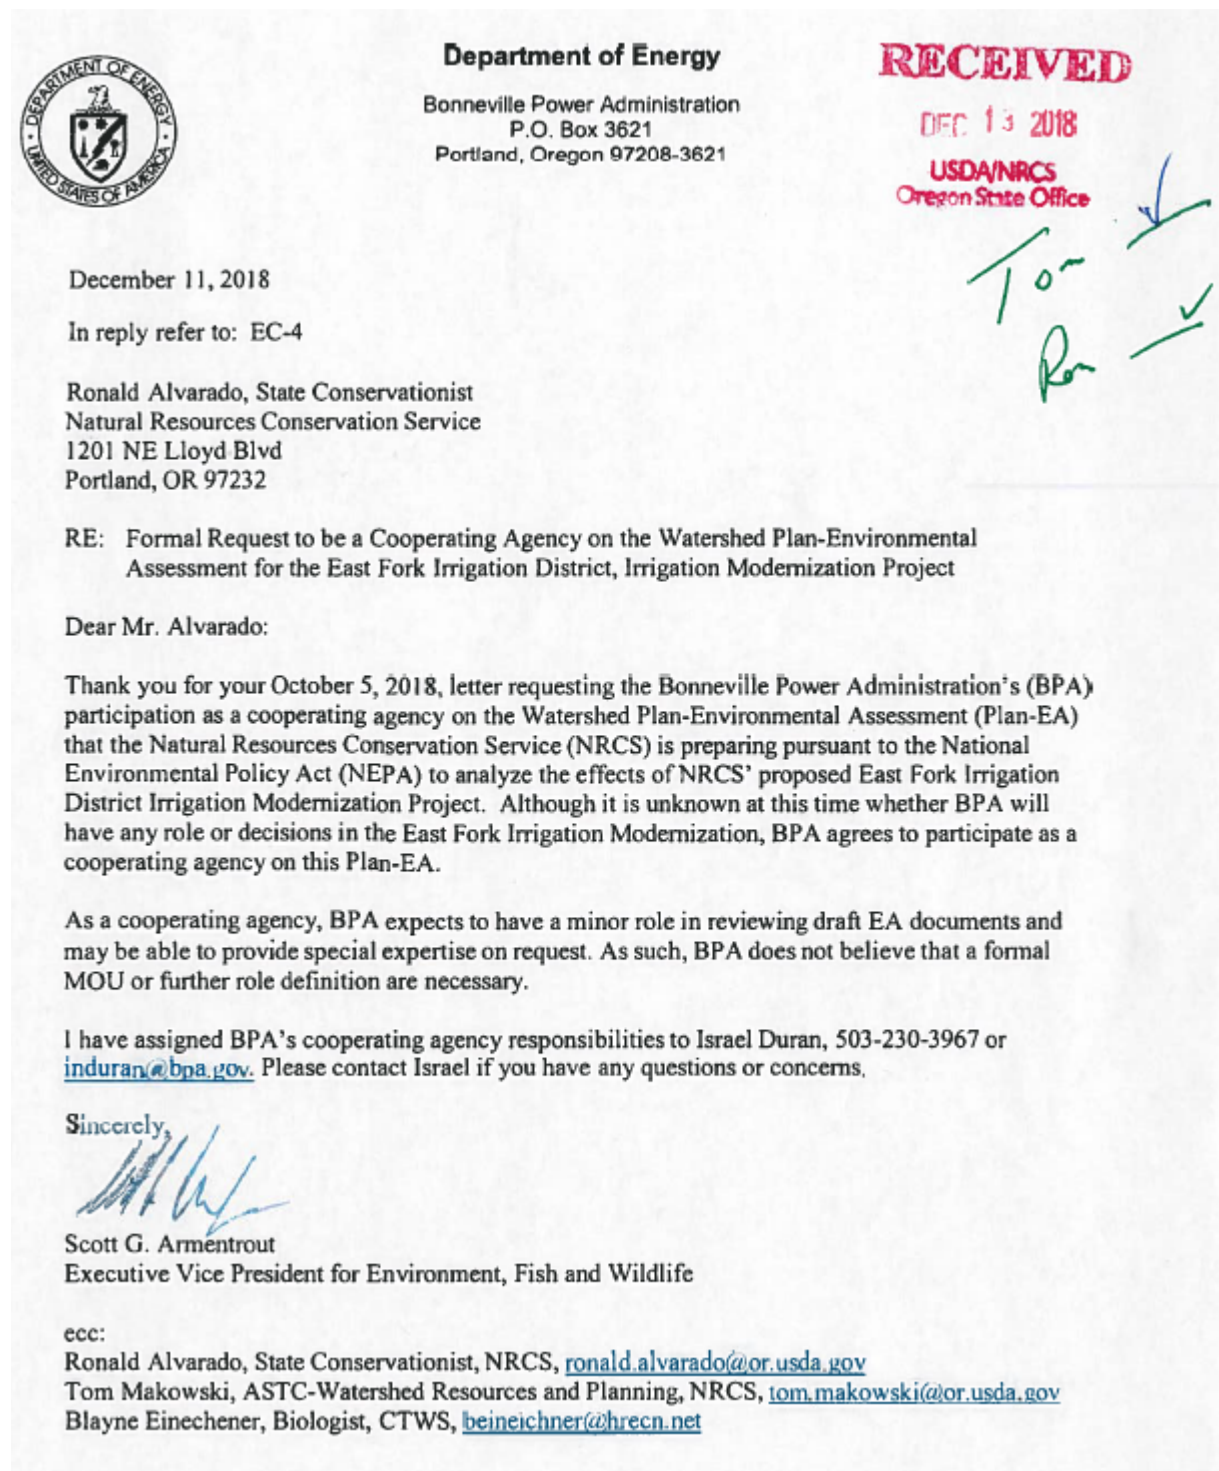 DEPARTMENT OF ENERGY
UNITED STATES OF AMERICA
Department of Energy
Bonneville Power Administration
P.O. Box 3621
Portland, Oregon 97208-3621
RECEIVED
DEC 13 2018
USDA/NRCS
Oregon State Office
Tom
Ron
December 11, 2018
In reply refer to: EC-4
Ronald Alvarado, State Conservationist
Natural Resources Conservation Service
1201 NE Lloyd Blvd
Portland, OR 97232
RE: Formal Request to be a Cooperating Agency on the Watershed Plan-Environmental
Assessment for the East Fork Irrigation District, Irrigation Modernization Project
Dear Mr. Alvarado:
Thank you for your October 5, 2018, letter requesting the Bonneville Power Administration's (BPA)
participation as a cooperating agency on the Watershed Plan-Environmental Assessment (Plan-EA)
that the Natural Resources Conservation Service (NRCS) is preparing pursuant to the National
Environmental Policy Act (NEPA) to analyze the effects of NRCS' proposed East Fork Irrigation
District Irrigation Modernization Project. Although it is unknown at this time whether BPA will
have any role or decisions in the East Fork Irrigation Modernization, BPA agrees to participate as a
cooperating agency on this Plan-EA.
As a cooperating agency, BPA expects to have a minor role in reviewing draft EA documents and
may be able to provide special expertise on request. As such, BPA does not believe that a formal
MOU or further role definition are necessary.
I have assigned BPA's cooperating agency responsibilities to Israel Duran, 503-230-3967 or
induran@bpa.gov. Please contact Israel if you have any questions or concerns.
Sincerely,
Scott G. Armentrout
Executive Vice President for Environment, Fish and Wildlife
ecc:
Ronald Alvarado, State Conservationist, NRCS, ronald.alvarado@or.usda.gov
Tom Makowski, ASTC-Watershed Resources and Planning, NRCS, tom.makowski@or.usda.gov
Blayne Einechener, Biologist, CTWS, beineichner@hrecn.net